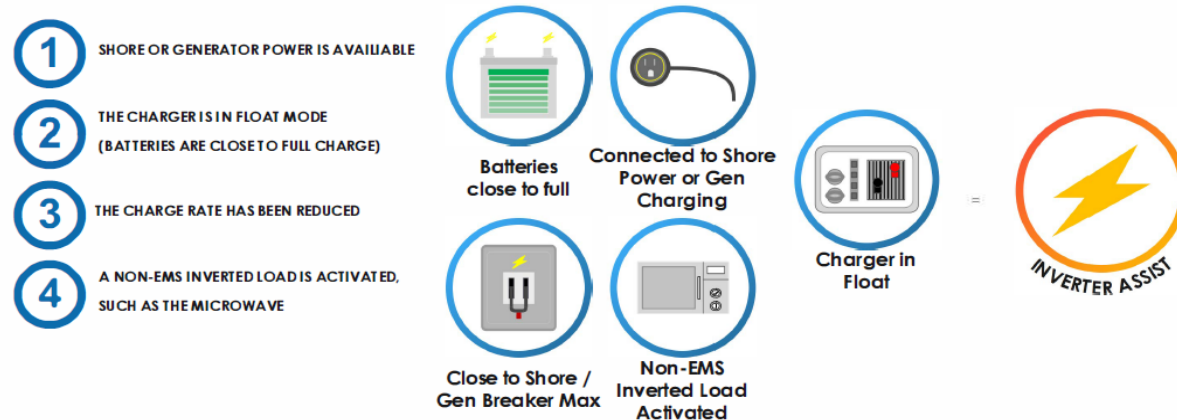 1
SHORE OR GENERATOR POWER IS AVAILIABLE
2
THE CHARGER IS IN FLOAT MODE
(BATTERIES ARE CLOSE TO FULL CHARGE)
3
THE CHARGE RATE HAS BEEN REDUCED
4
A NON-EMS INVERTED LOAD IS ACTIVATED,
SUCH AS THE MICROWAVE
Batteries
close to full
Connected to Shore
Power or Gen
Charging
Close to Shore /
Gen Breaker Max
Non-EMS
Inverted Load
Activated
Charger in
Float
=
INVERTER ASSIST